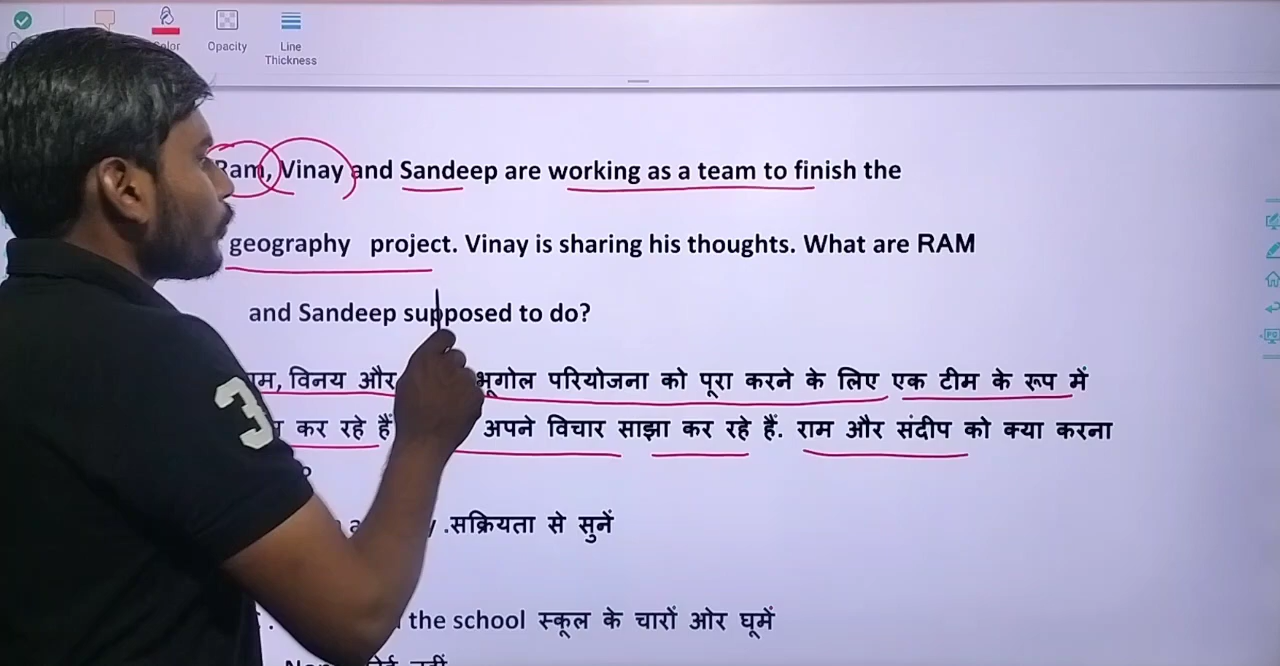 Opacity
Line
Thickness
Ram, Vinay and Sandeep are working as a team to finish the
geography project. Vinay is sharing his thoughts. What are RAM
and Sandeep supposed to do?
विनय और भूगोल परियोजना को पूरा करने के लिए एक टीम के रूप में
कर रहे हैं अपने विचार साझा कर रहे हैं. राम और संदीप को क्या करना
.सक्रियता से सुनें
the school स्कूल के चारों ओर घूमें
3